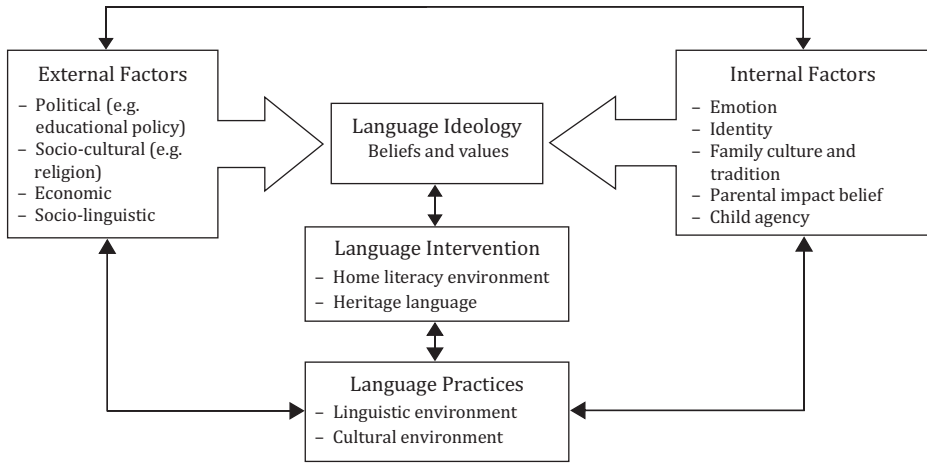 External Factors
– Political (e.g.
educational policy)
– Socio-cultural (e.g.
religion)
– Economic
– Socio-linguistic
Language Ideology
Beliefs and values
Internal Factors
– Emotion
– Identity
– Family culture and
tradition
– Parental impact belief
– Child agency
Language Intervention
– Home literacy environment
– Heritage language
Language Practices
– Linguistic environment
– Cultural environment